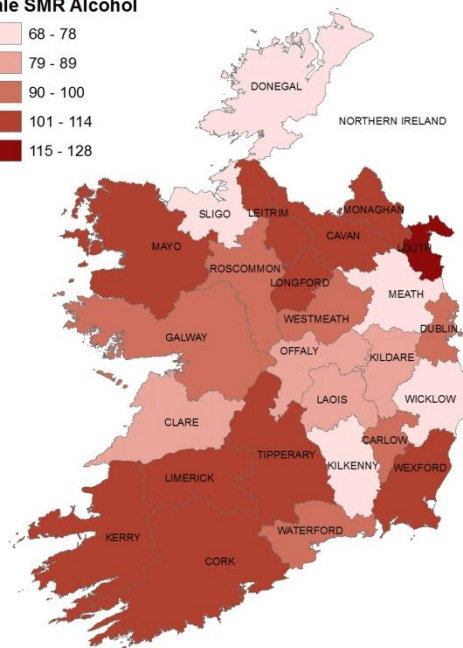 ale SMR Alcohol
68 - 78
79 - 89
90 - 100
101 - 114
115 - 128
DONEGAL
NORTHERN IRELAND
SLIGO
LEITRIM
MONAGHAN
MAYO
CAVAN
LOUTH
ROSCOMMON
LONGFORD
MEATH
WESTMEATH
DUBLIN
GALWAY
OFFALY
KILDARE
LAOIS
WICKLOW
CLARE
CARLOW
TIPPERARY
KILKENNY
WEXFORD
LIMERICK
WATERFORD
KERRY
CORK